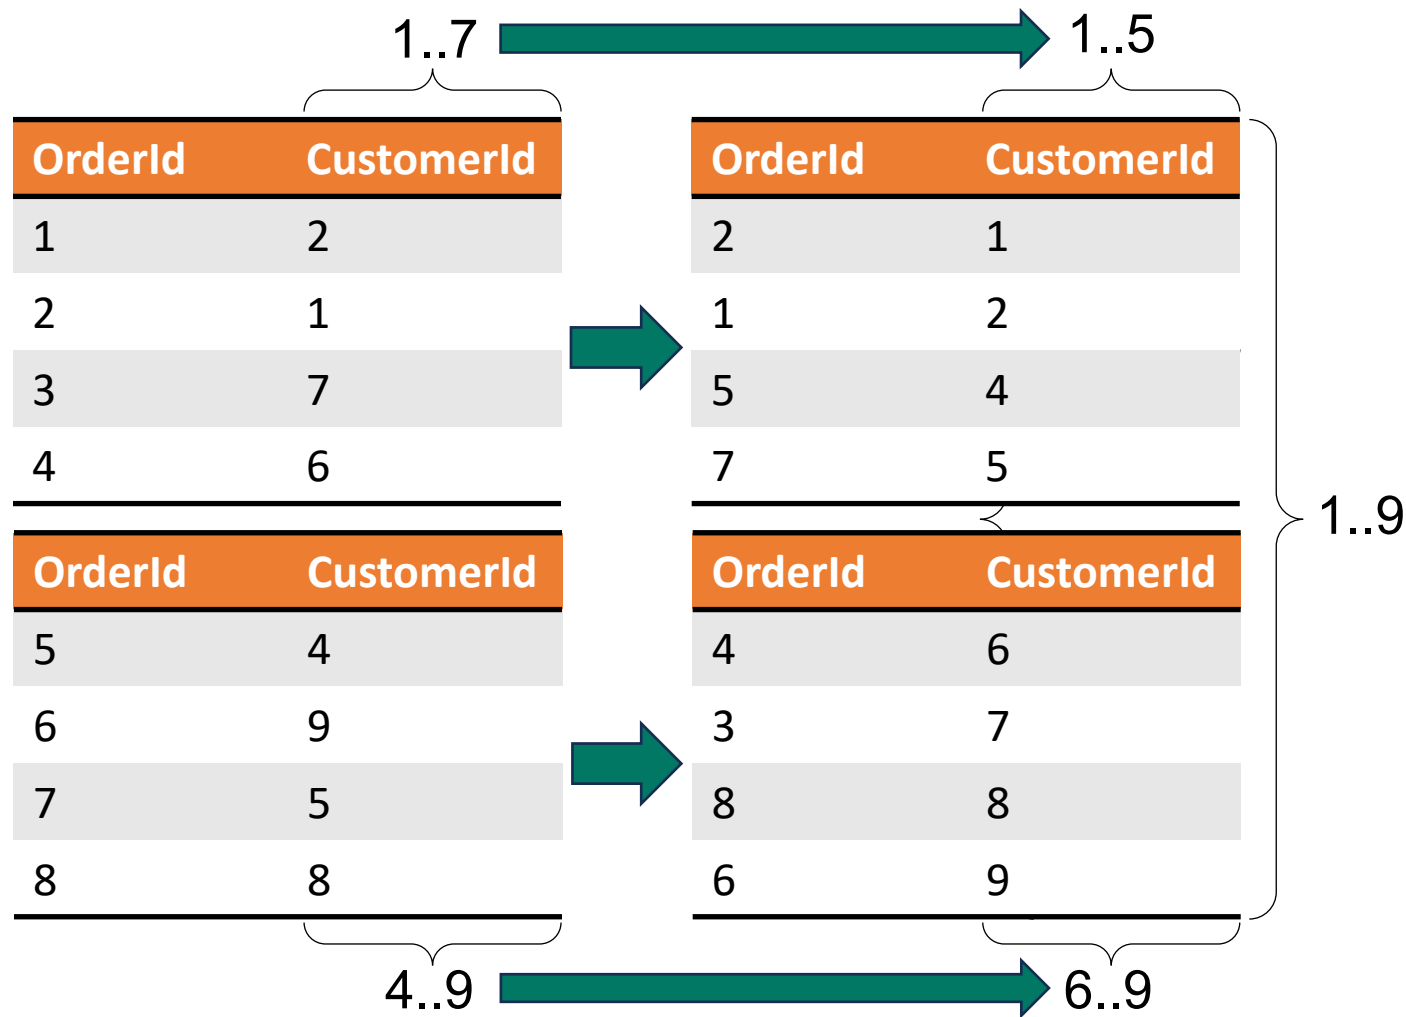 1..7 1..5
OrderId CustomerId OrderId CustomerId
1 2 2 1
2 1 1 2
3 7 5 4
4 6 7 5
1..9
OrderId CustomerId OrderId CustomerId
5 4 4 6
6 9 3 7
7 5 8 8
8 8 6 9
4..9 6..9